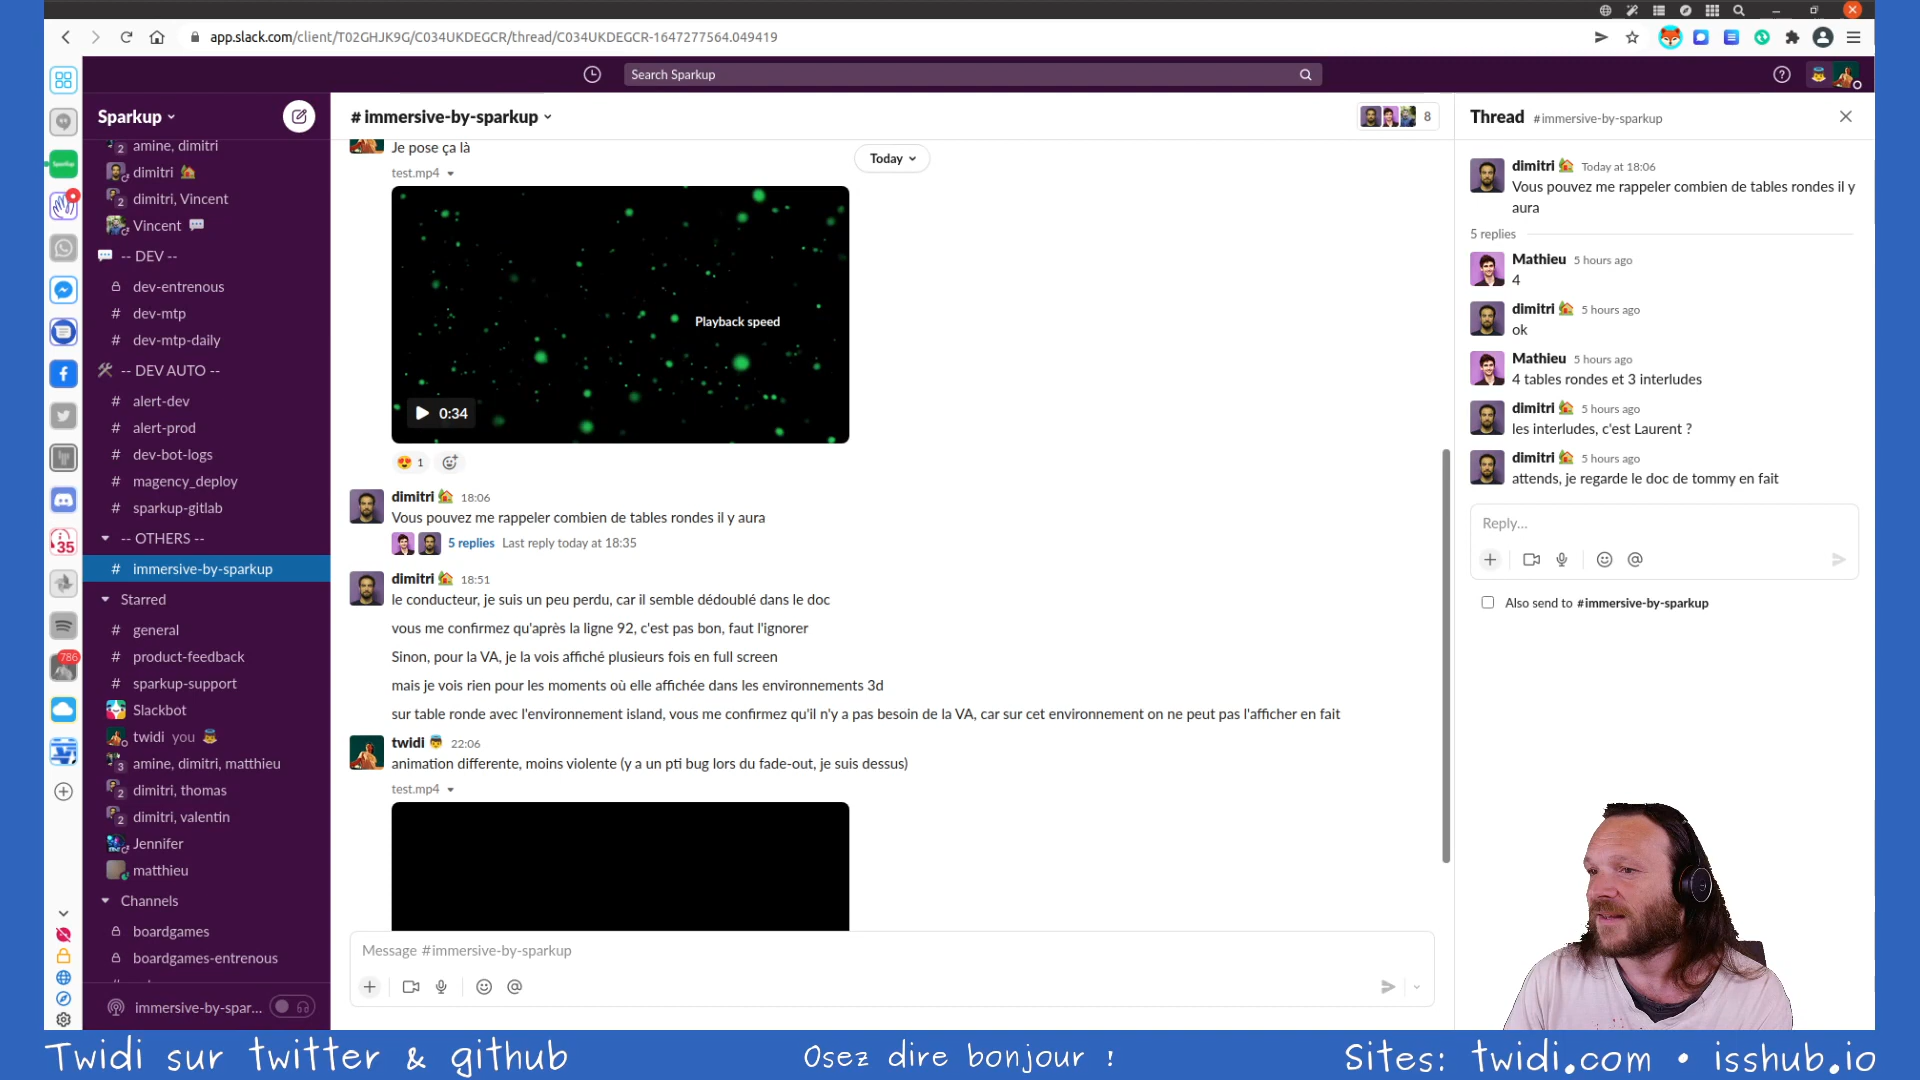 app.slack.com/client/T02GHJK9G/C034UKDEGCR/thread/C034UKDEGCR-1647277564.049419
Search Sparkup
Sparkup
amine, dimitri
dimitri
dimitri, Vincent
Vincent
-- DEV --
dev-entrenous
dev-mtp
dev-mtp-daily
-- DEV AUTO --
alert-dev
alert-prod
dev-bot-logs
magency_deploy
sparkup-gitlab
-- OTHERS --
immersive-by-sparkup
Starred
general
product-feedback
sparkup-support
Slackbot
twidi you
amine, dimitri, matthieu
dimitri, thomas
dimitri, valentin
Jennifer
matthieu
Channels
boardgames
boardgames-entrenous
immersive-by-spar...
35
786
# immersive-by-sparkup
8
Today
Je pose ça là
test.mp4
Playback speed
0:34
1
dimitri 18:06
Vous pouvez me rappeler combien de tables rondes il y aura
5 replies Last reply today at 18:35
dimitri 18:51
le conducteur, je suis un peu perdu, car il semble dédoublé dans le doc
vous me confirmez qu'après la ligne 92, c'est pas bon, faut l'ignorer
Sinon, pour la VA, je la vois affiché plusieurs fois en full screen
mais je vois rien pour les moments où elle affichée dans les environnements 3d
sur table ronde avec l'environnement island, vous me confirmez qu'il n'y a pas besoin de la VA, car sur cet environnement on ne peut pas l'afficher en fait
twidi 22:06
animation differente, moins violente (y a un pti bug lors du fade-out, je suis dessus)
test.mp4
Message #immersive-by-sparkup
Thread #immersive-by-sparkup
dimitri Today at 18:06
Vous pouvez me rappeler combien de tables rondes il y
aura
5 replies
Mathieu 5 hours ago
4
dimitri 5 hours ago
ok
Mathieu 5 hours ago
4 tables rondes et 3 interludes
dimitri 5 hours ago
les interludes, c'est Laurent ?
dimitri 5 hours ago
attends, je regarde le doc de tommy en fait
Reply...
Also send to #immersive-by-sparkup
Twidi sur twitter & github
Osez dire bonjour !
Sites: twidi.com • isshub.io